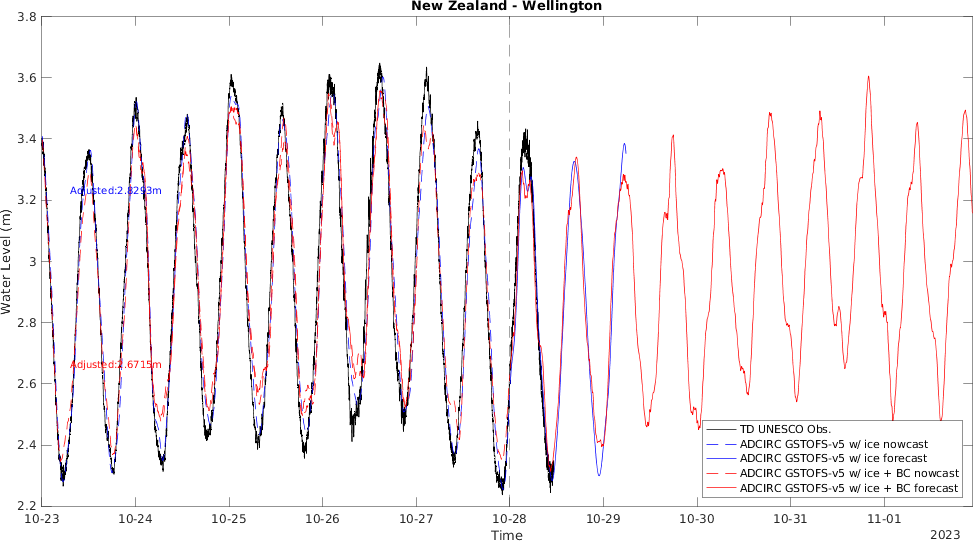 New Zealand - Wellington
3.8
3.6
3.4
3.2
3
2.8
2.6
2.4
2.2
Water Level (m)
Adjusted:2.8293m
Adjusted:2.6715m
TD UNESCO Obs.
ADCIRC GSTOFS-v5 w/ ice nowcast
ADCIRC GSTOFS-v5 w/ ice forecast
ADCIRC GSTOFS-v5 w/ ice + BC nowcast
ADCIRC GSTOFS-v5 w/ ice + BC forecast
10-23 10-24 10-25 10-26 10-27 10-28 10-29 10-30 10-31 11-01
Time
2023